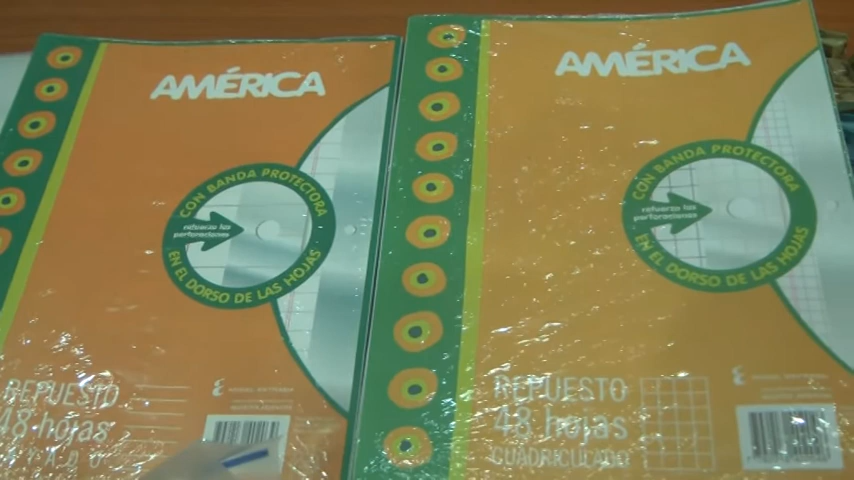 AMÉRICA
CON BANDA PROTECTORA
refuerza las
perforaciones
EN EL DORSO DE LAS HOJAS
REPUESTO
48 hojas
AMÉRICA
CON BANDA PROTECTORA
refuerza las
perforaciones
EN EL DORSO DE LAS HOJAS
REPUESTO
48 hojas
CUADRICULADO